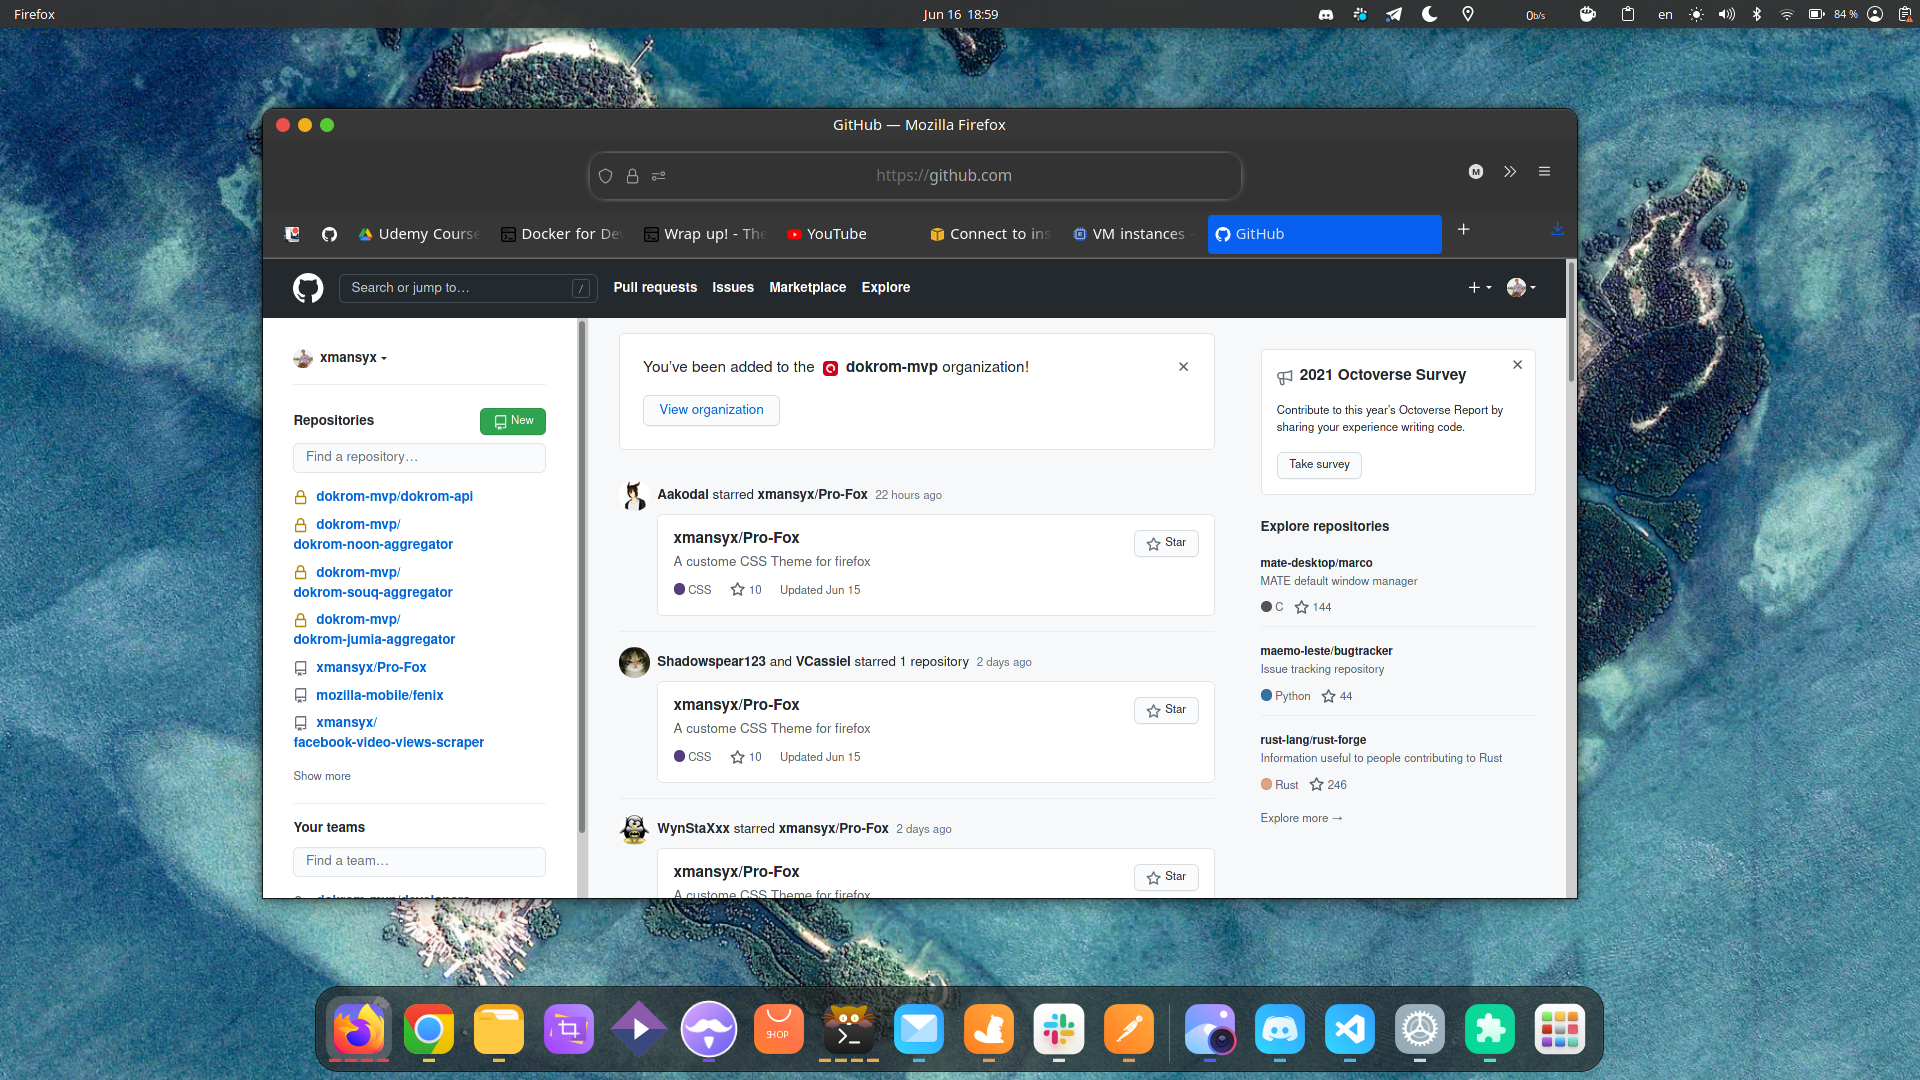 Firefox
Jun 16 18:59
0b/s
en
84 %
GitHub — Mozilla Firefox
https://github.com
M
Udemy Course
Docker for De
Wrap up! - The
YouTube
Connect to ins
VM instances -
GitHub
Search or jump to…
/
Pull requests
Issues
Marketplace
Explore
xmansyx
Repositories
New
Find a repository…
dokrom-mvp/dokrom-api
dokrom-mvp/
dokrom-noon-aggregator
dokrom-mvp/
dokrom-souq-aggregator
dokrom-mvp/
dokrom-jumia-aggregator
xmansyx/Pro-Fox
mozilla-mobile/fenix
xmansyx/
facebook-video-views-scraper
Show more
Your teams
Find a team…
You've been added to the dokrom-mvp organization!
View organization
Aakodal starred xmansyx/Pro-Fox 22 hours ago
xmansyx/Pro-Fox
Star
A custome CSS Theme for firefox
CSS 10 Updated Jun 15
Shadowspear123 and VCassiel starred 1 repository 2 days ago
xmansyx/Pro-Fox
Star
A custome CSS Theme for firefox
CSS 10 Updated Jun 15
WynStaXxx starred xmansyx/Pro-Fox 2 days ago
xmansyx/Pro-Fox
Star
A custome CSS Theme for firefox
2021 Octoverse Survey
Contribute to this year's Octoverse Report by
sharing your experience writing code.
Take survey
Explore repositories
mate-desktop/marco
MATE default window manager
C 144
maemo-leste/bugtracker
Issue tracking repository
Python 44
rust-lang/rust-forge
Information useful to people contributing to Rust
Rust 246
Explore more →
SHOP